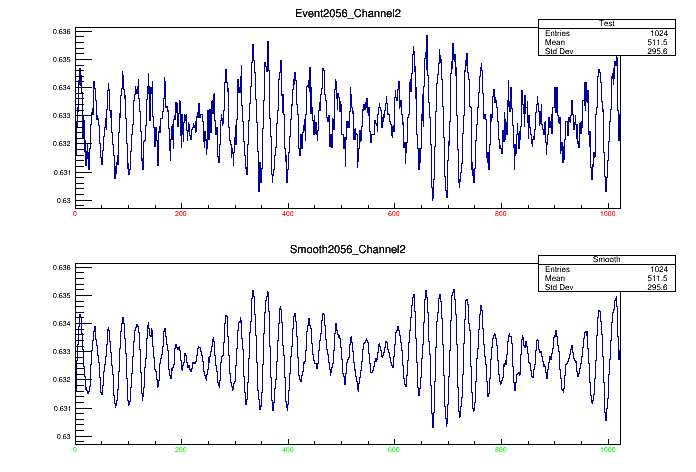 Event2056_Channel2
Test
Entries 1024
Mean 511.5
Std Dev 295.6
0.636
0.635
0.634
0.633
0.632
0.631
0.63
0 200 400 600 800 1000
Smooth2056_Channel2
Smooth
Entries 1024
Mean 511.5
Std Dev 295.6
0.636
0.635
0.634
0.633
0.632
0.631
0.63
0 200 400 600 800 1000